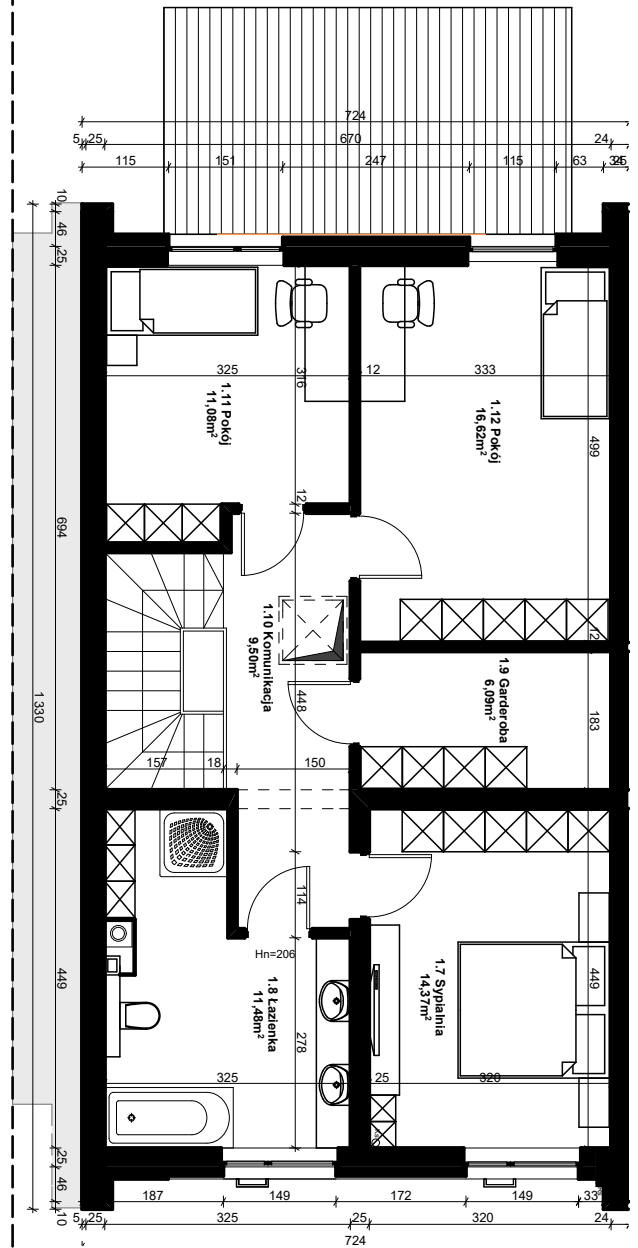 724
5 25 670 24
115 151 247 115 63 34 25
10
46
25
325 316 12 333
1.11 Pokój
11,08m²
1.12 Pokój
16,62m²
499
12
694
1.10 Komunikacja
9,50m²
12
1.9 Garderoba
6,09m²
448
183
1 330
157 18 150
25
114
Hn=206
1.8 Łazienka
11,48m²
1.7 Sypialnia
14,37m²
449
449
278
325 25 320
25
46
10
187 149 172 149 33
5 25 325 25 320 24
724